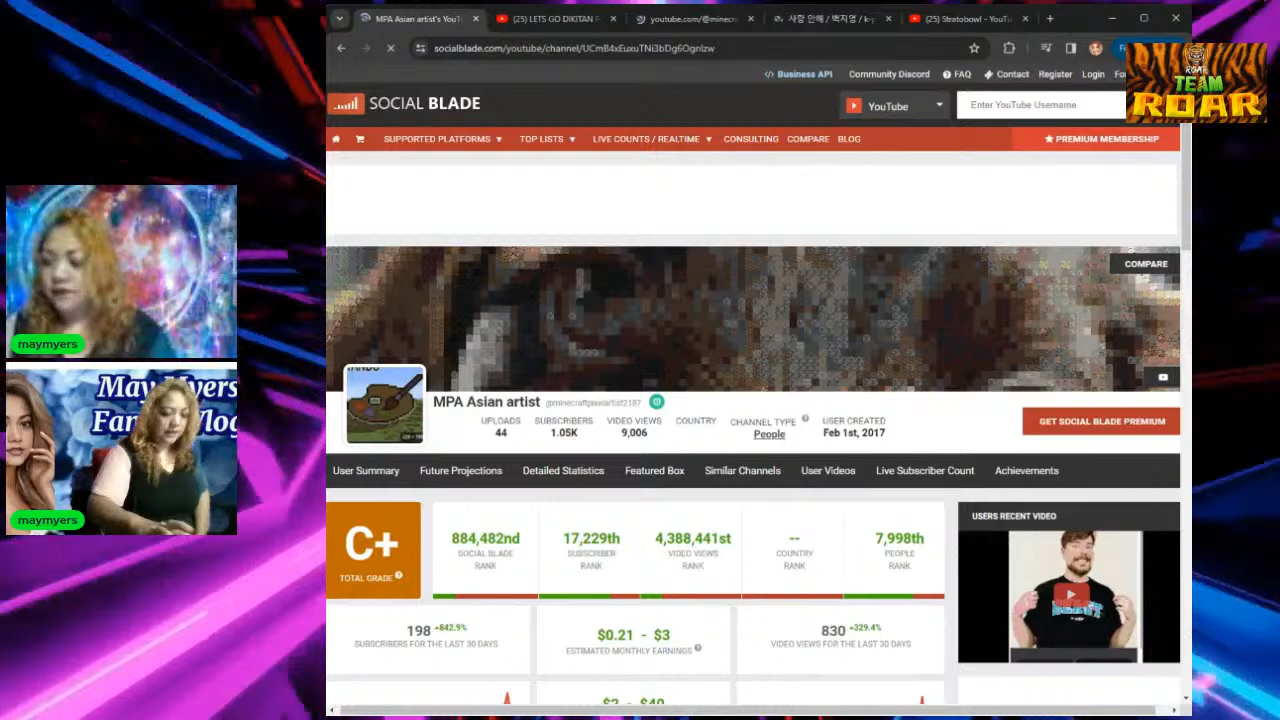 MPA Asian artist's YouT
(25) LETS GO DIKITAN P
youtube.com/@minecr
사랑 안해 / 백지영 / k-p
(25) Stratobowl - YouTu
socialblade.com/youtube/channel/UCmB4xEuxuTNi3bDg6Ognlzw
</> Business API
Community Discord
FAQ
Contact
Register
Login
ROAR
TEAM
ROAR
SOCIAL BLADE
YouTube
Enter YouTube Username
SUPPORTED PLATFORMS
TOP LISTS
LIVE COUNTS / REALTIME
CONSULTING
COMPARE
BLOG
PREMIUM MEMBERSHIP
COMPARE
maymyers
May Myers
maymyers
MPA Asian artist @minecraftpixelartist2187
UPLOADS
44
SUBSCRIBERS
1.05K
VIDEO VIEWS
9,006
COUNTRY
CHANNEL TYPE
People
USER CREATED
Feb 1st, 2017
GET SOCIAL BLADE PREMIUM
User Summary
Future Projections
Detailed Statistics
Featured Box
Similar Channels
User Videos
Live Subscriber Count
Achievements
C+
TOTAL GRADE
884,482nd
SOCIAL BLADE
RANK
17,229th
SUBSCRIBER
RANK
4,388,441st
VIDEO VIEWS
RANK
--
COUNTRY
RANK
7,998th
PEOPLE
RANK
USERS RECENT VIDEO
198 +842.9%
SUBSCRIBERS FOR THE LAST 30 DAYS
$0.21 - $3
ESTIMATED MONTHLY EARNINGS
830 +329.4%
VIDEO VIEWS FOR THE LAST 30 DAYS